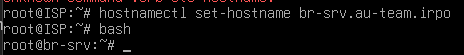 root@ISP:~# hostnamectl set-hostname br-srv.au-team.irpo
root@ISP:~# bash
root@br-srv:~# _